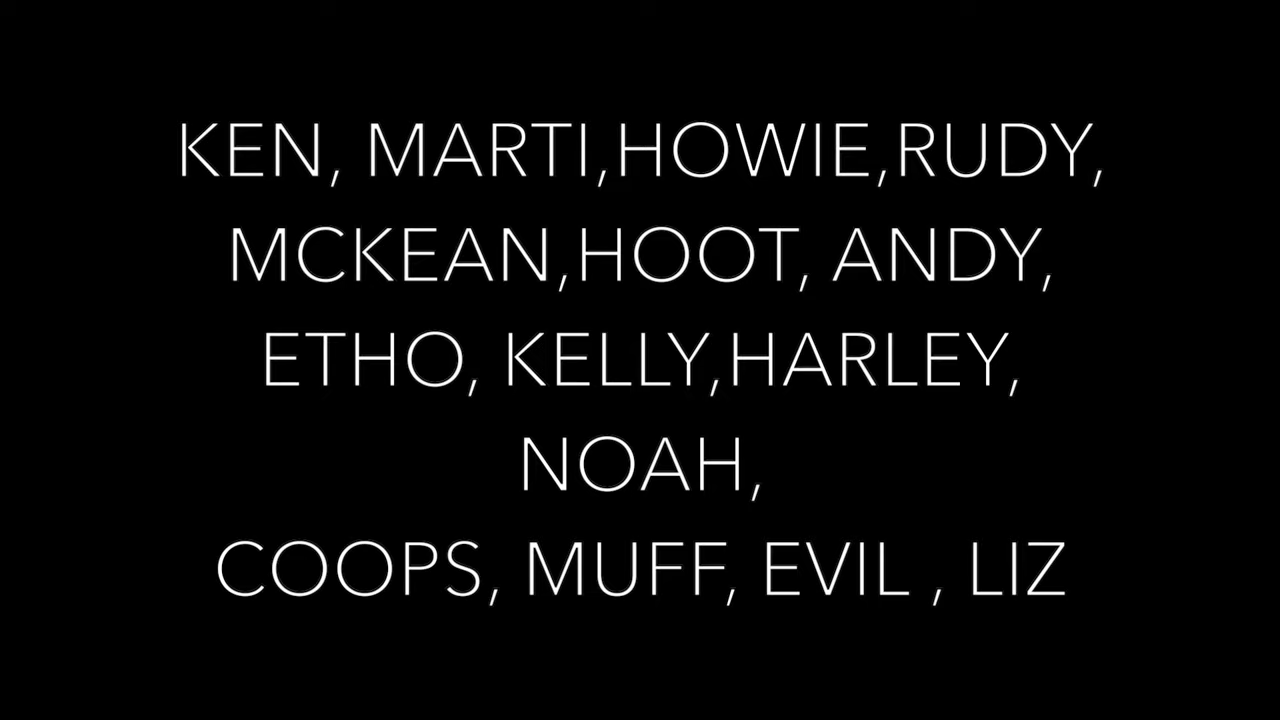 KEN, MARTI,HOWIE,RUDY,
MCKEAN,HOOT, ANDY,
ETHO, KELLY,HARLEY,
NOAH,
COOPS, MUFF, EVIL , LIZ